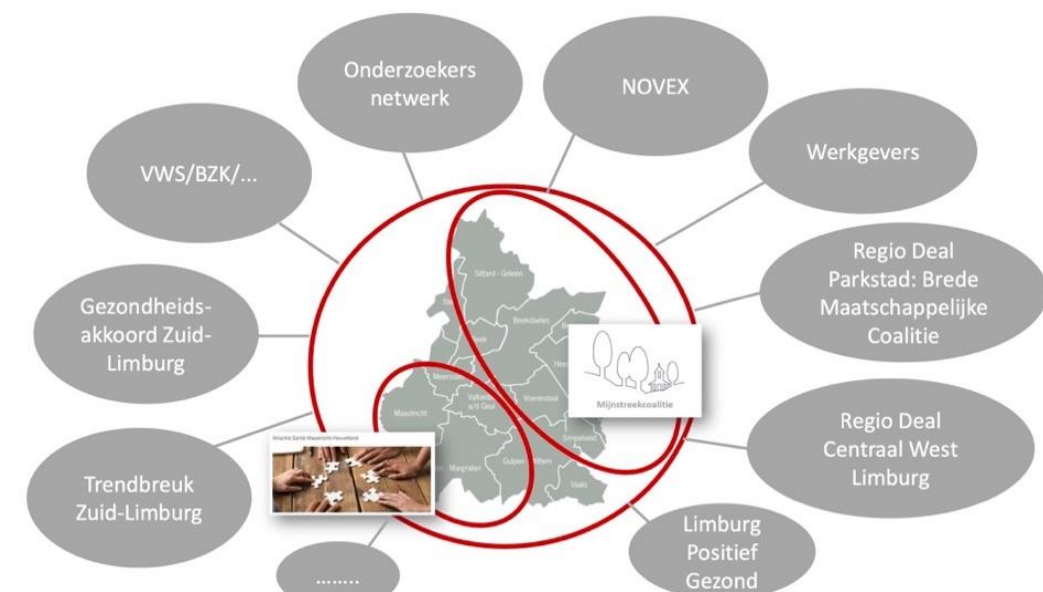 Onderzoekers
netwerk
NOVEX
VWS/BZK/...
Werkgevers
Gezondheids-
akkoord Zuid-
Limburg
Regio Deal
Parkstad: Brede
Maatschappelijke
Coalitie
Trendbreuk
Zuid-Limburg
Regio Deal
Centraal West
Limburg
Limburg
Positief
Gezond
........
Sittard - Geleen
Beekdaelen
Meerssen
Maastricht
Valkenburg
a/d Geul
Voerendaal
Simpelveld
Gulpen - Wittem
Vaals
- Margraten
Mijnstreekcoalitie